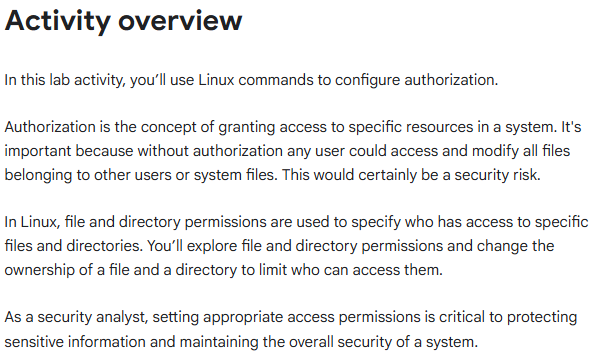 Activity overview
In this lab activity, you’ll use Linux commands to configure authorization.
Authorization is the concept of granting access to specific resources in a system. It's
important because without authorization any user could access and modify all files
belonging to other users or system files. This would certainly be a security risk.
In Linux, file and directory permissions are used to specify who has access to specific
files and directories. You’ll explore file and directory permissions and change the
ownership of a file and a directory to limit who can access them.
As a security analyst, setting appropriate access permissions is critical to protecting
sensitive information and maintaining the overall security of a system.